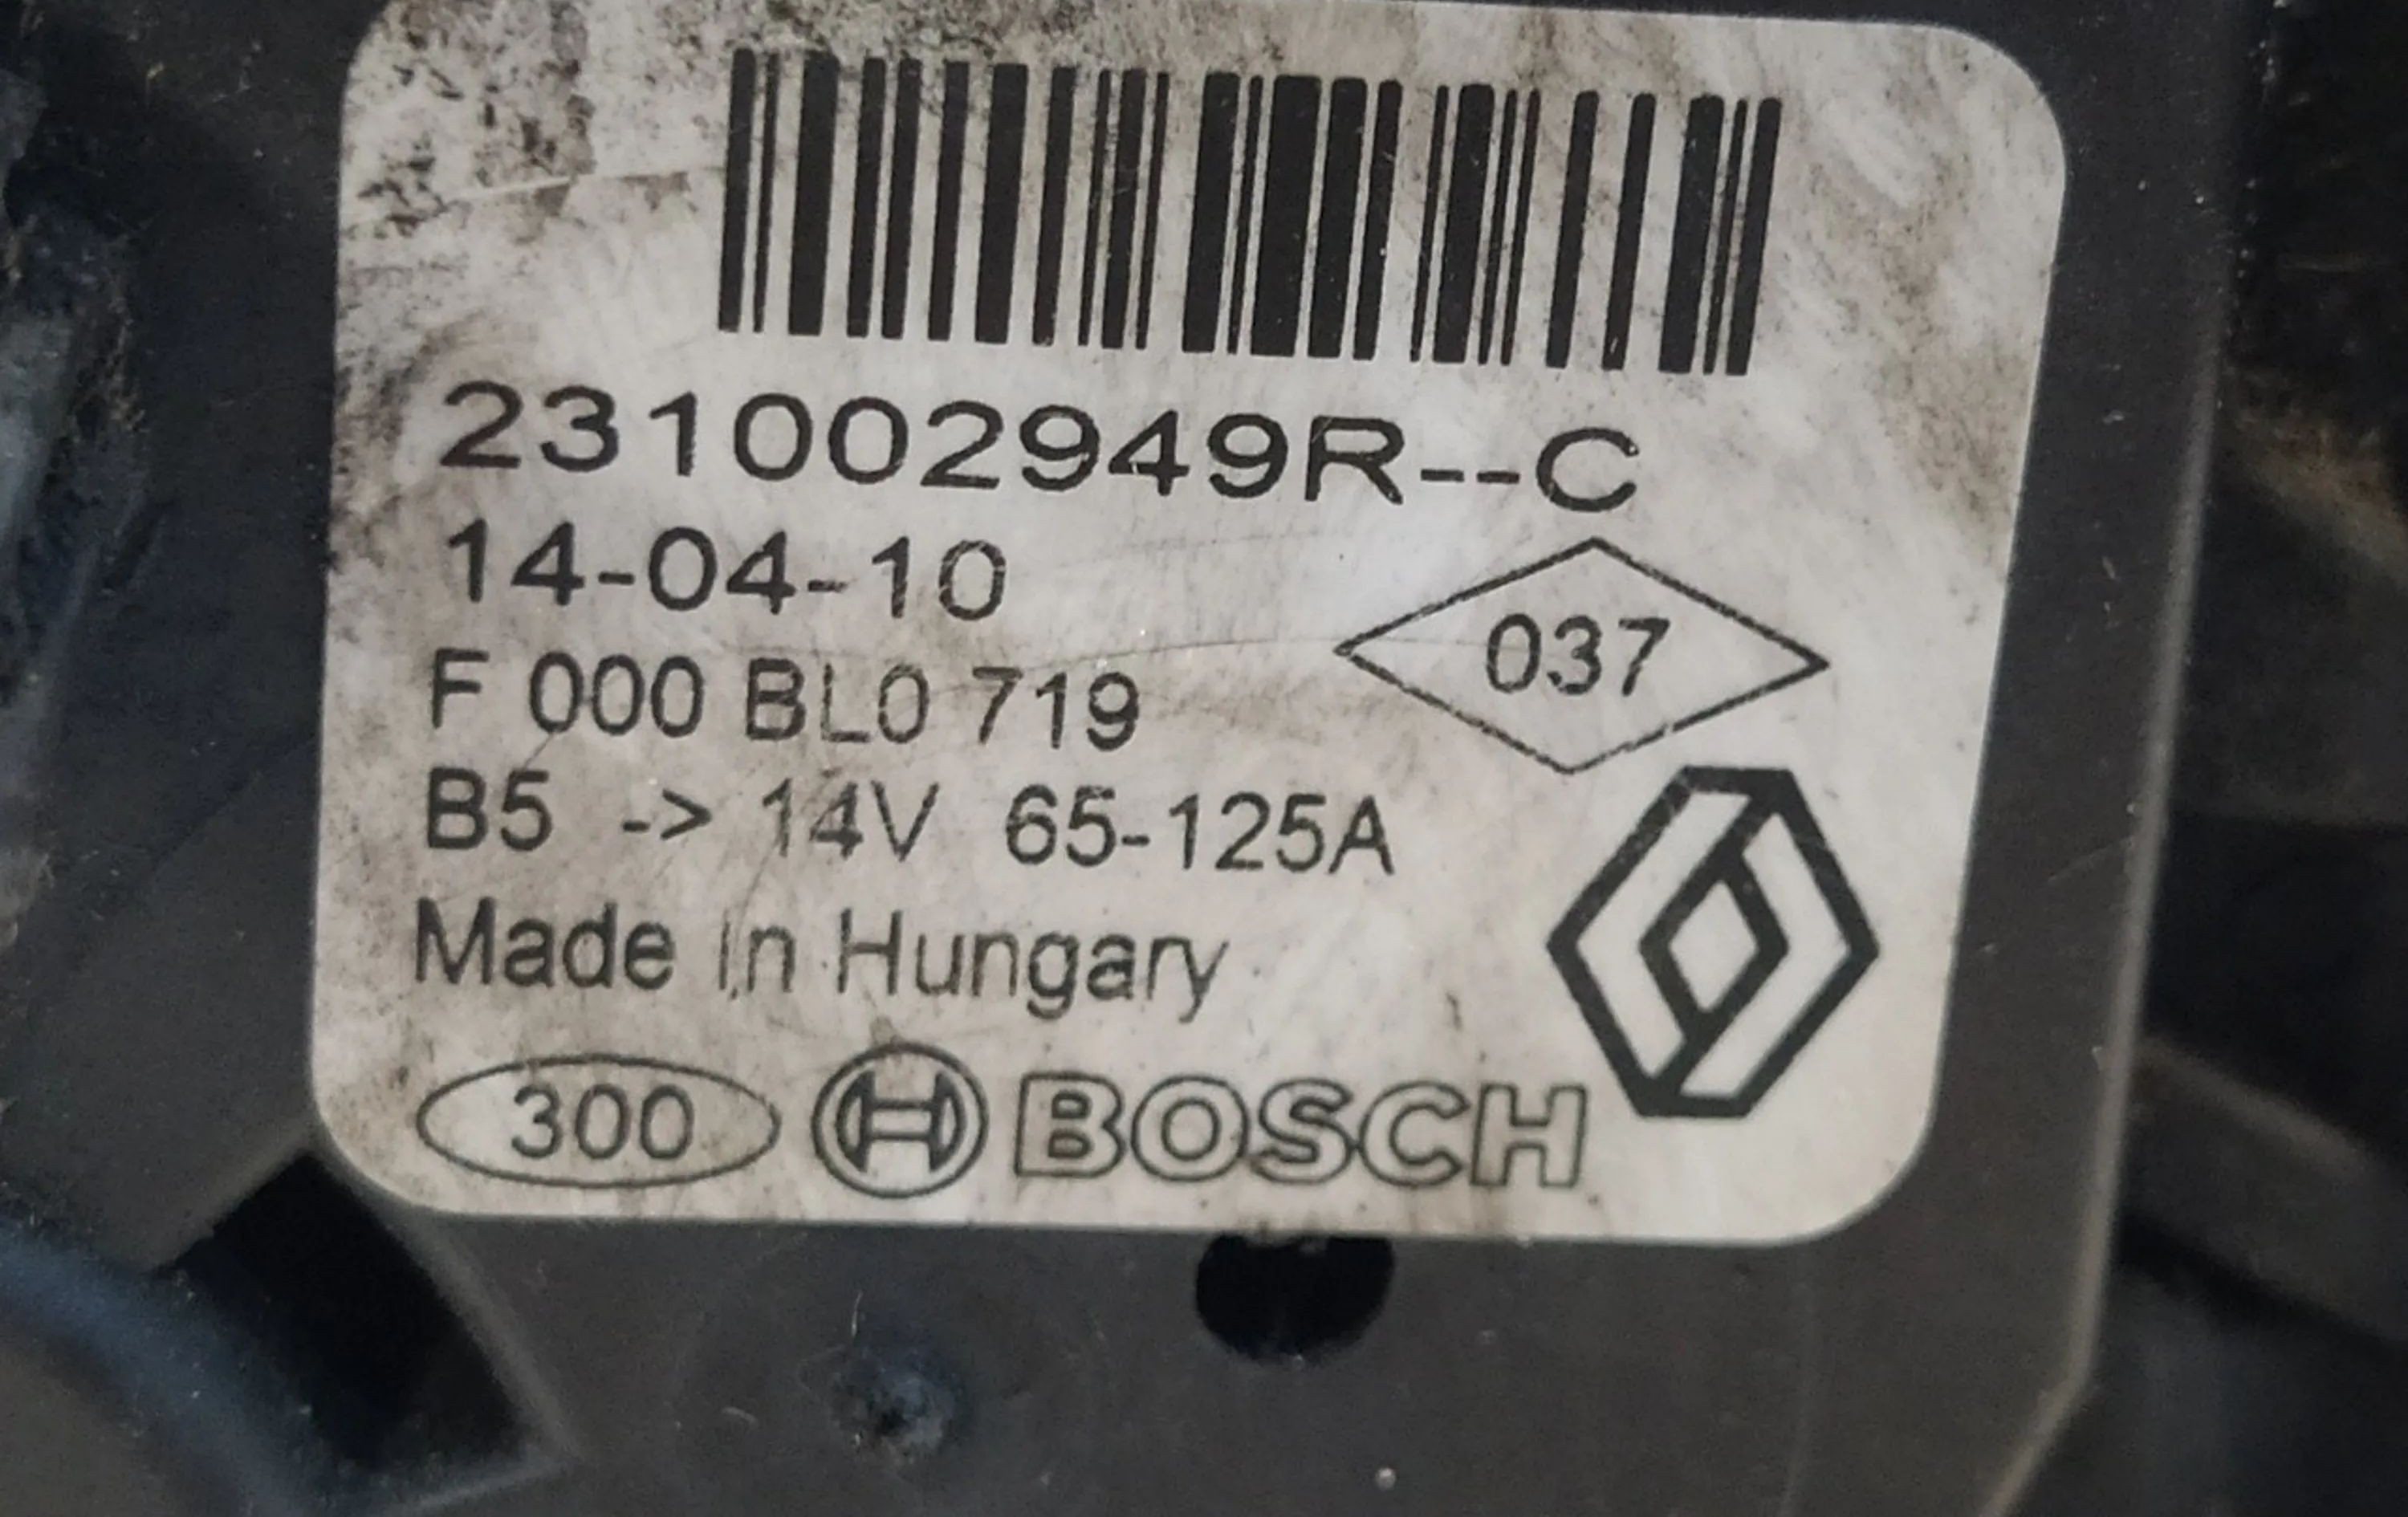 231002949R--C
14-04-10
037
F 000 BL0 719
B5 -> 14V 65-125A
Made in Hungary
300 BOSCH